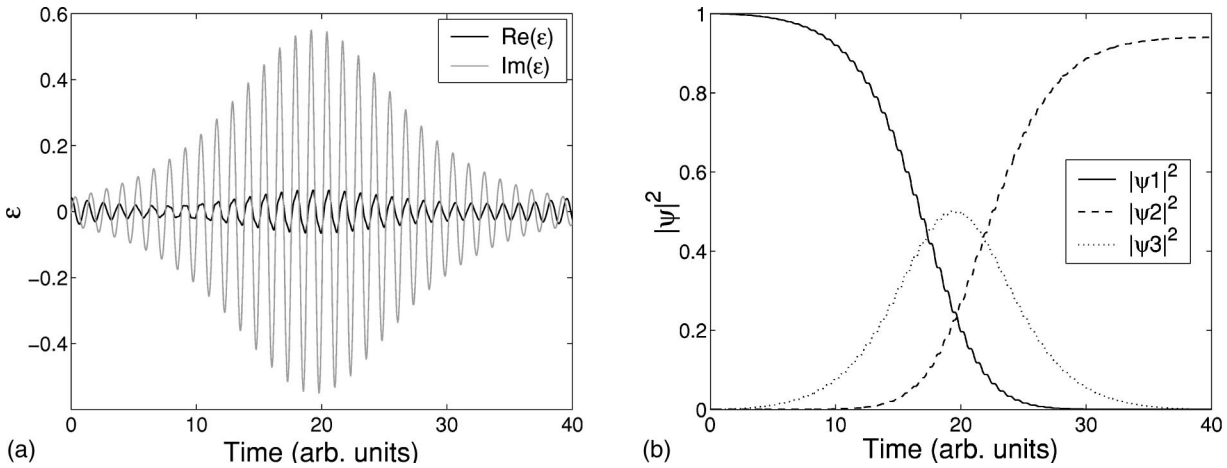 0.6
0.4
0.2
0
−0.2
−0.4
ε
Re(ε)
Im(ε)
0 10 20 30 40
Time (arb. units)
(a)
1
0.8
0.6
0.4
0.2
0
|ψ|^2
|ψ1|^2
|ψ2|^2
|ψ3|^2
0 10 20 30 40
Time (arb. units)
(b)